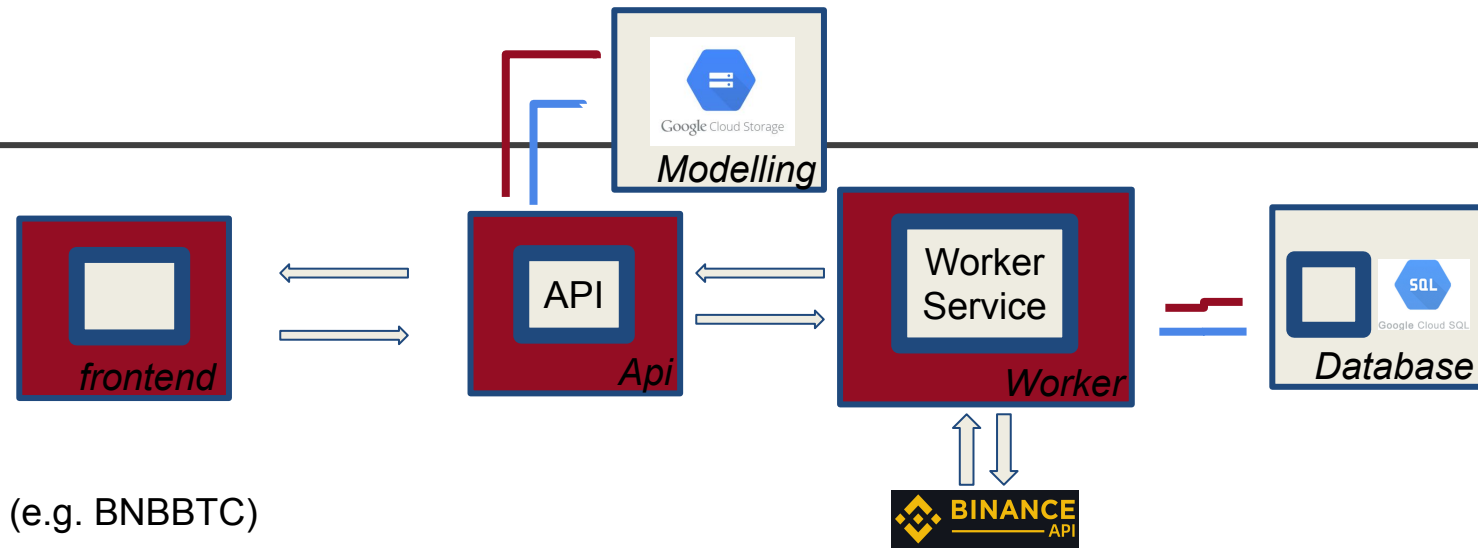 Google Cloud Storage
Modelling
frontend
API
Api
Worker
Service
Worker
SQL
Google Cloud SQL
Database
BINANCE
API
(e.g. BNBBTC)